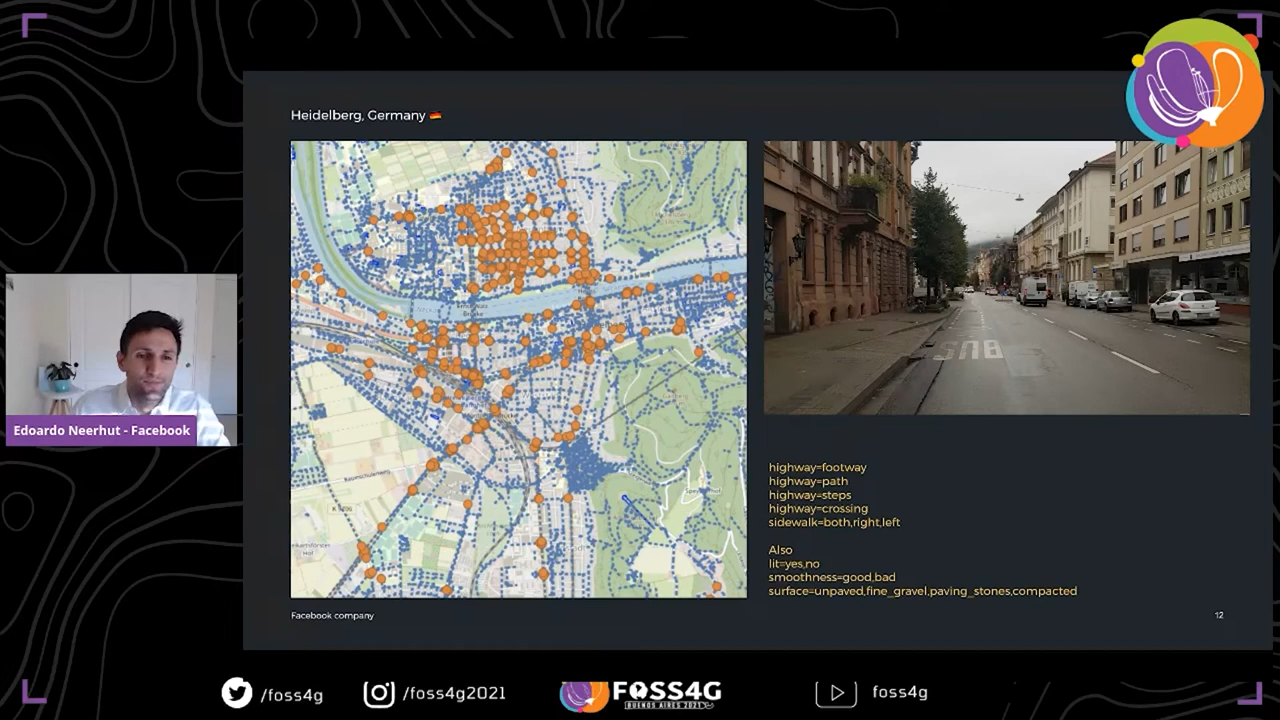 Heidelberg, Germany
BUS
Edoardo Neerhut - Facebook
highway=footway
highway=path
highway=steps
highway=crossing
sidewalk=both,right,left
Also
lit=yes,no
smoothness=good,bad
surface=unpaved,fine_gravel,paving_stones,compacted
Facebook company
12
/foss4g
/foss4g2021
FOSS4G
BUENOS AIRES 2021
foss4g